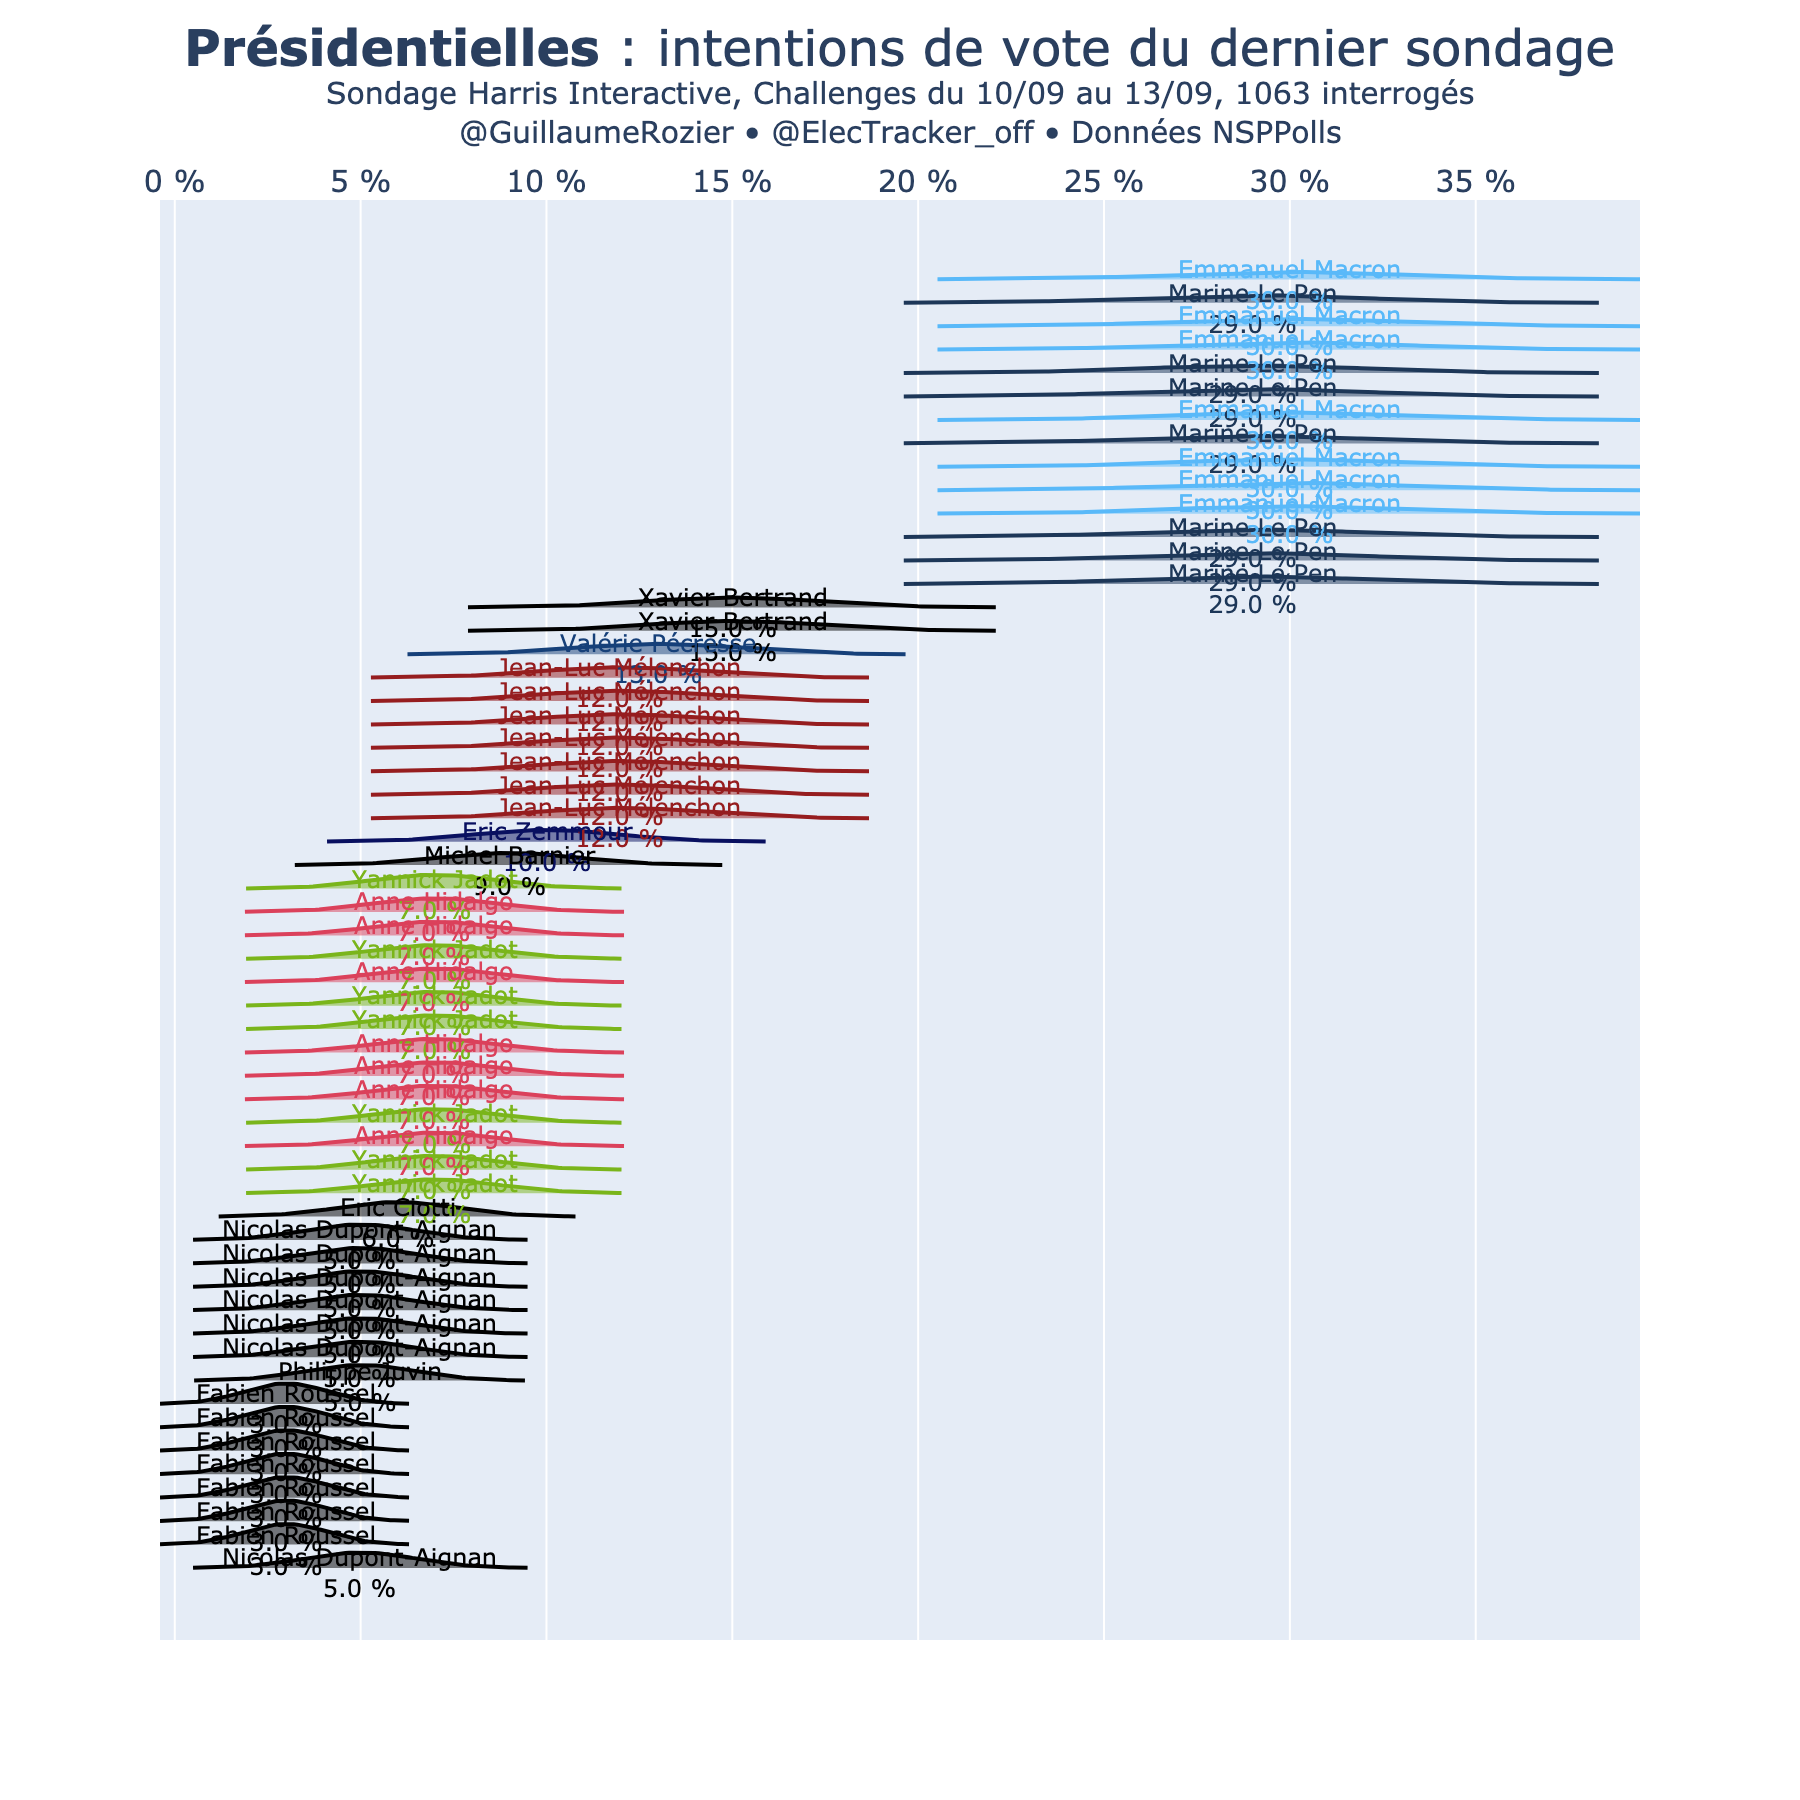 Présidentielles : intentions de vote du dernier sondage
Sondage Harris Interactive, Challenges du 10/09 au 13/09, 1063 interrogés
@GuillaumeRozier • @ElecTracker_off • Données NSPPolls
0 % 5 % 10 % 15 % 20 % 25 % 30 % 35 %
Emmanuel Macron
30.0 %
Marine Le Pen
29.0 %
Emmanuel Macron
30.0 %
Emmanuel Macron
30.0 %
Marine Le Pen
29.0 %
Marine Le Pen
29.0 %
Emmanuel Macron
30.0 %
Marine Le Pen
29.0 %
Emmanuel Macron
30.0 %
Emmanuel Macron
30.0 %
Emmanuel Macron
30.0 %
Marine Le Pen
29.0 %
Marine Le Pen
29.0 %
Marine Le Pen
29.0 %
Xavier Bertrand
15.0 %
Xavier Bertrand
15.0 %
Valérie Pécresse
13.0 %
Jean-Luc Mélenchon
12.0 %
Jean-Luc Mélenchon
12.0 %
Jean-Luc Mélenchon
12.0 %
Jean-Luc Mélenchon
12.0 %
Jean-Luc Mélenchon
12.0 %
Jean-Luc Mélenchon
12.0 %
Jean-Luc Mélenchon
12.0 %
Eric Zemmour
10.0 %
Michel Barnier
9.0 %
Yannick Jadot
7.0 %
Anne Hidalgo
7.0 %
Anne Hidalgo
7.0 %
Yannick Jadot
7.0 %
Anne Hidalgo
7.0 %
Yannick Jadot
7.0 %
Yannick Jadot
7.0 %
Anne Hidalgo
7.0 %
Anne Hidalgo
7.0 %
Anne Hidalgo
7.0 %
Yannick Jadot
7.0 %
Anne Hidalgo
7.0 %
Yannick Jadot
7.0 %
Yannick Jadot
7.0 %
Eric Ciotti
6.0 %
Nicolas Dupont-Aignan
5.0 %
Nicolas Dupont-Aignan
5.0 %
Nicolas Dupont-Aignan
5.0 %
Nicolas Dupont-Aignan
5.0 %
Nicolas Dupont-Aignan
5.0 %
Nicolas Dupont-Aignan
5.0 %
Philippe Juvin
5.0 %
Fabien Roussel
3.0 %
Fabien Roussel
3.0 %
Fabien Roussel
3.0 %
Fabien Roussel
3.0 %
Fabien Roussel
3.0 %
Fabien Roussel
3.0 %
Fabien Roussel
3.0 %
Nicolas Dupont-Aignan
5.0 %